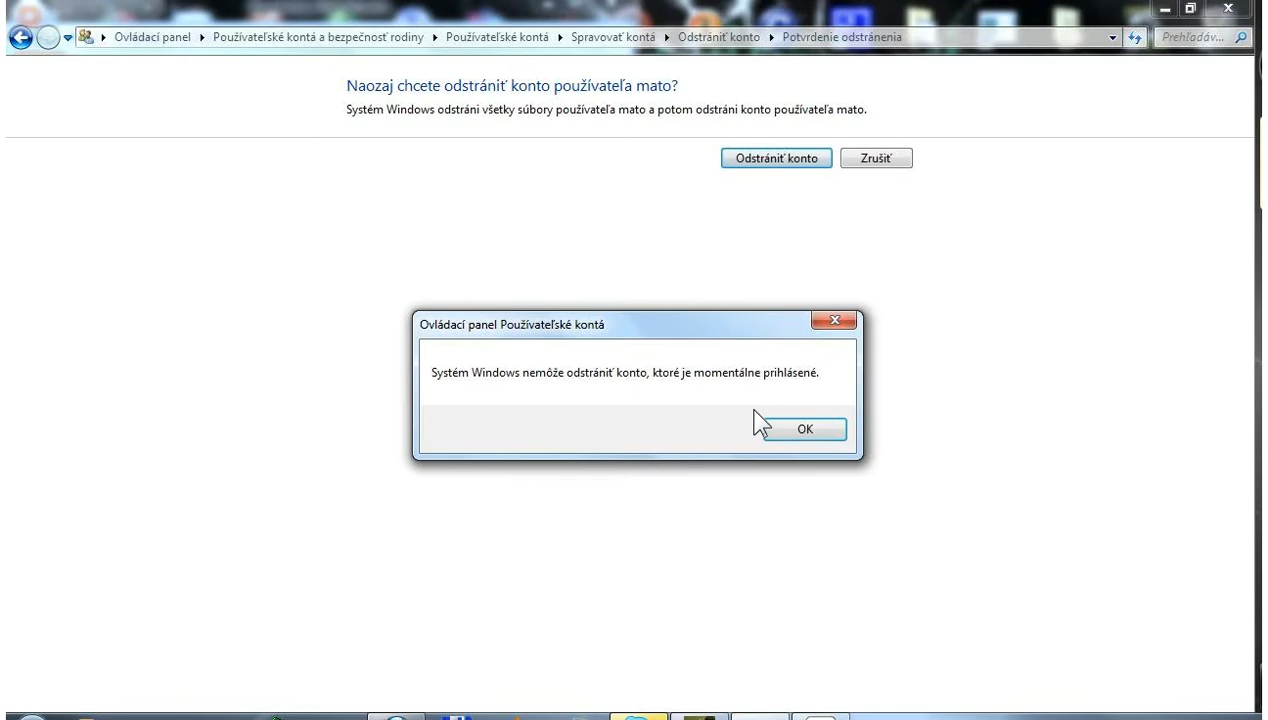 Ovládací panel
Používateľské kontá a bezpečnosť rodiny
Používateľské kontá
Spravovať kontá
Odstrániť konto
Potvrdenie odstránenia
Prehľadáv...
Naozaj chcete odstrániť konto používateľa mato?
Systém Windows odstráni všetky súbory používateľa mato a potom odstráni konto používateľa mato.
Odstrániť konto
Zrušiť
Ovládací panel Používateľské kontá
Systém Windows nemôže odstrániť konto, ktoré je momentálne prihlásené.
OK